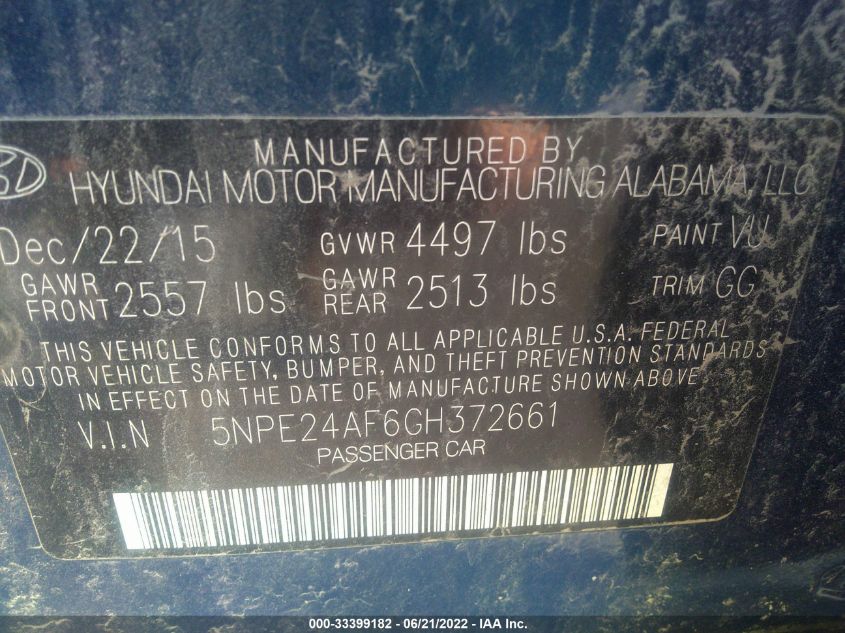 MANUFACTURED BY
HYUNDAI MOTOR MANUFACTURING ALABAMA, LLC
Dec/22/15 GVWR 4497 lbs PAINT VU
GAWR FRONT 2557 lbs GAWR REAR 2513 lbs TRIM GG
THIS VEHICLE CONFORMS TO ALL APPLICABLE U.S.A. FEDERAL
MOTOR VEHICLE SAFETY, BUMPER, AND THEFT PREVENTION STANDARDS
IN EFFECT ON THE DATE OF MANUFACTURE SHOWN ABOVE.
V.I.N 5NPE24AF6GH372661
PASSENGER CAR
000-33399182 - 06/21/2022 - IAA Inc.